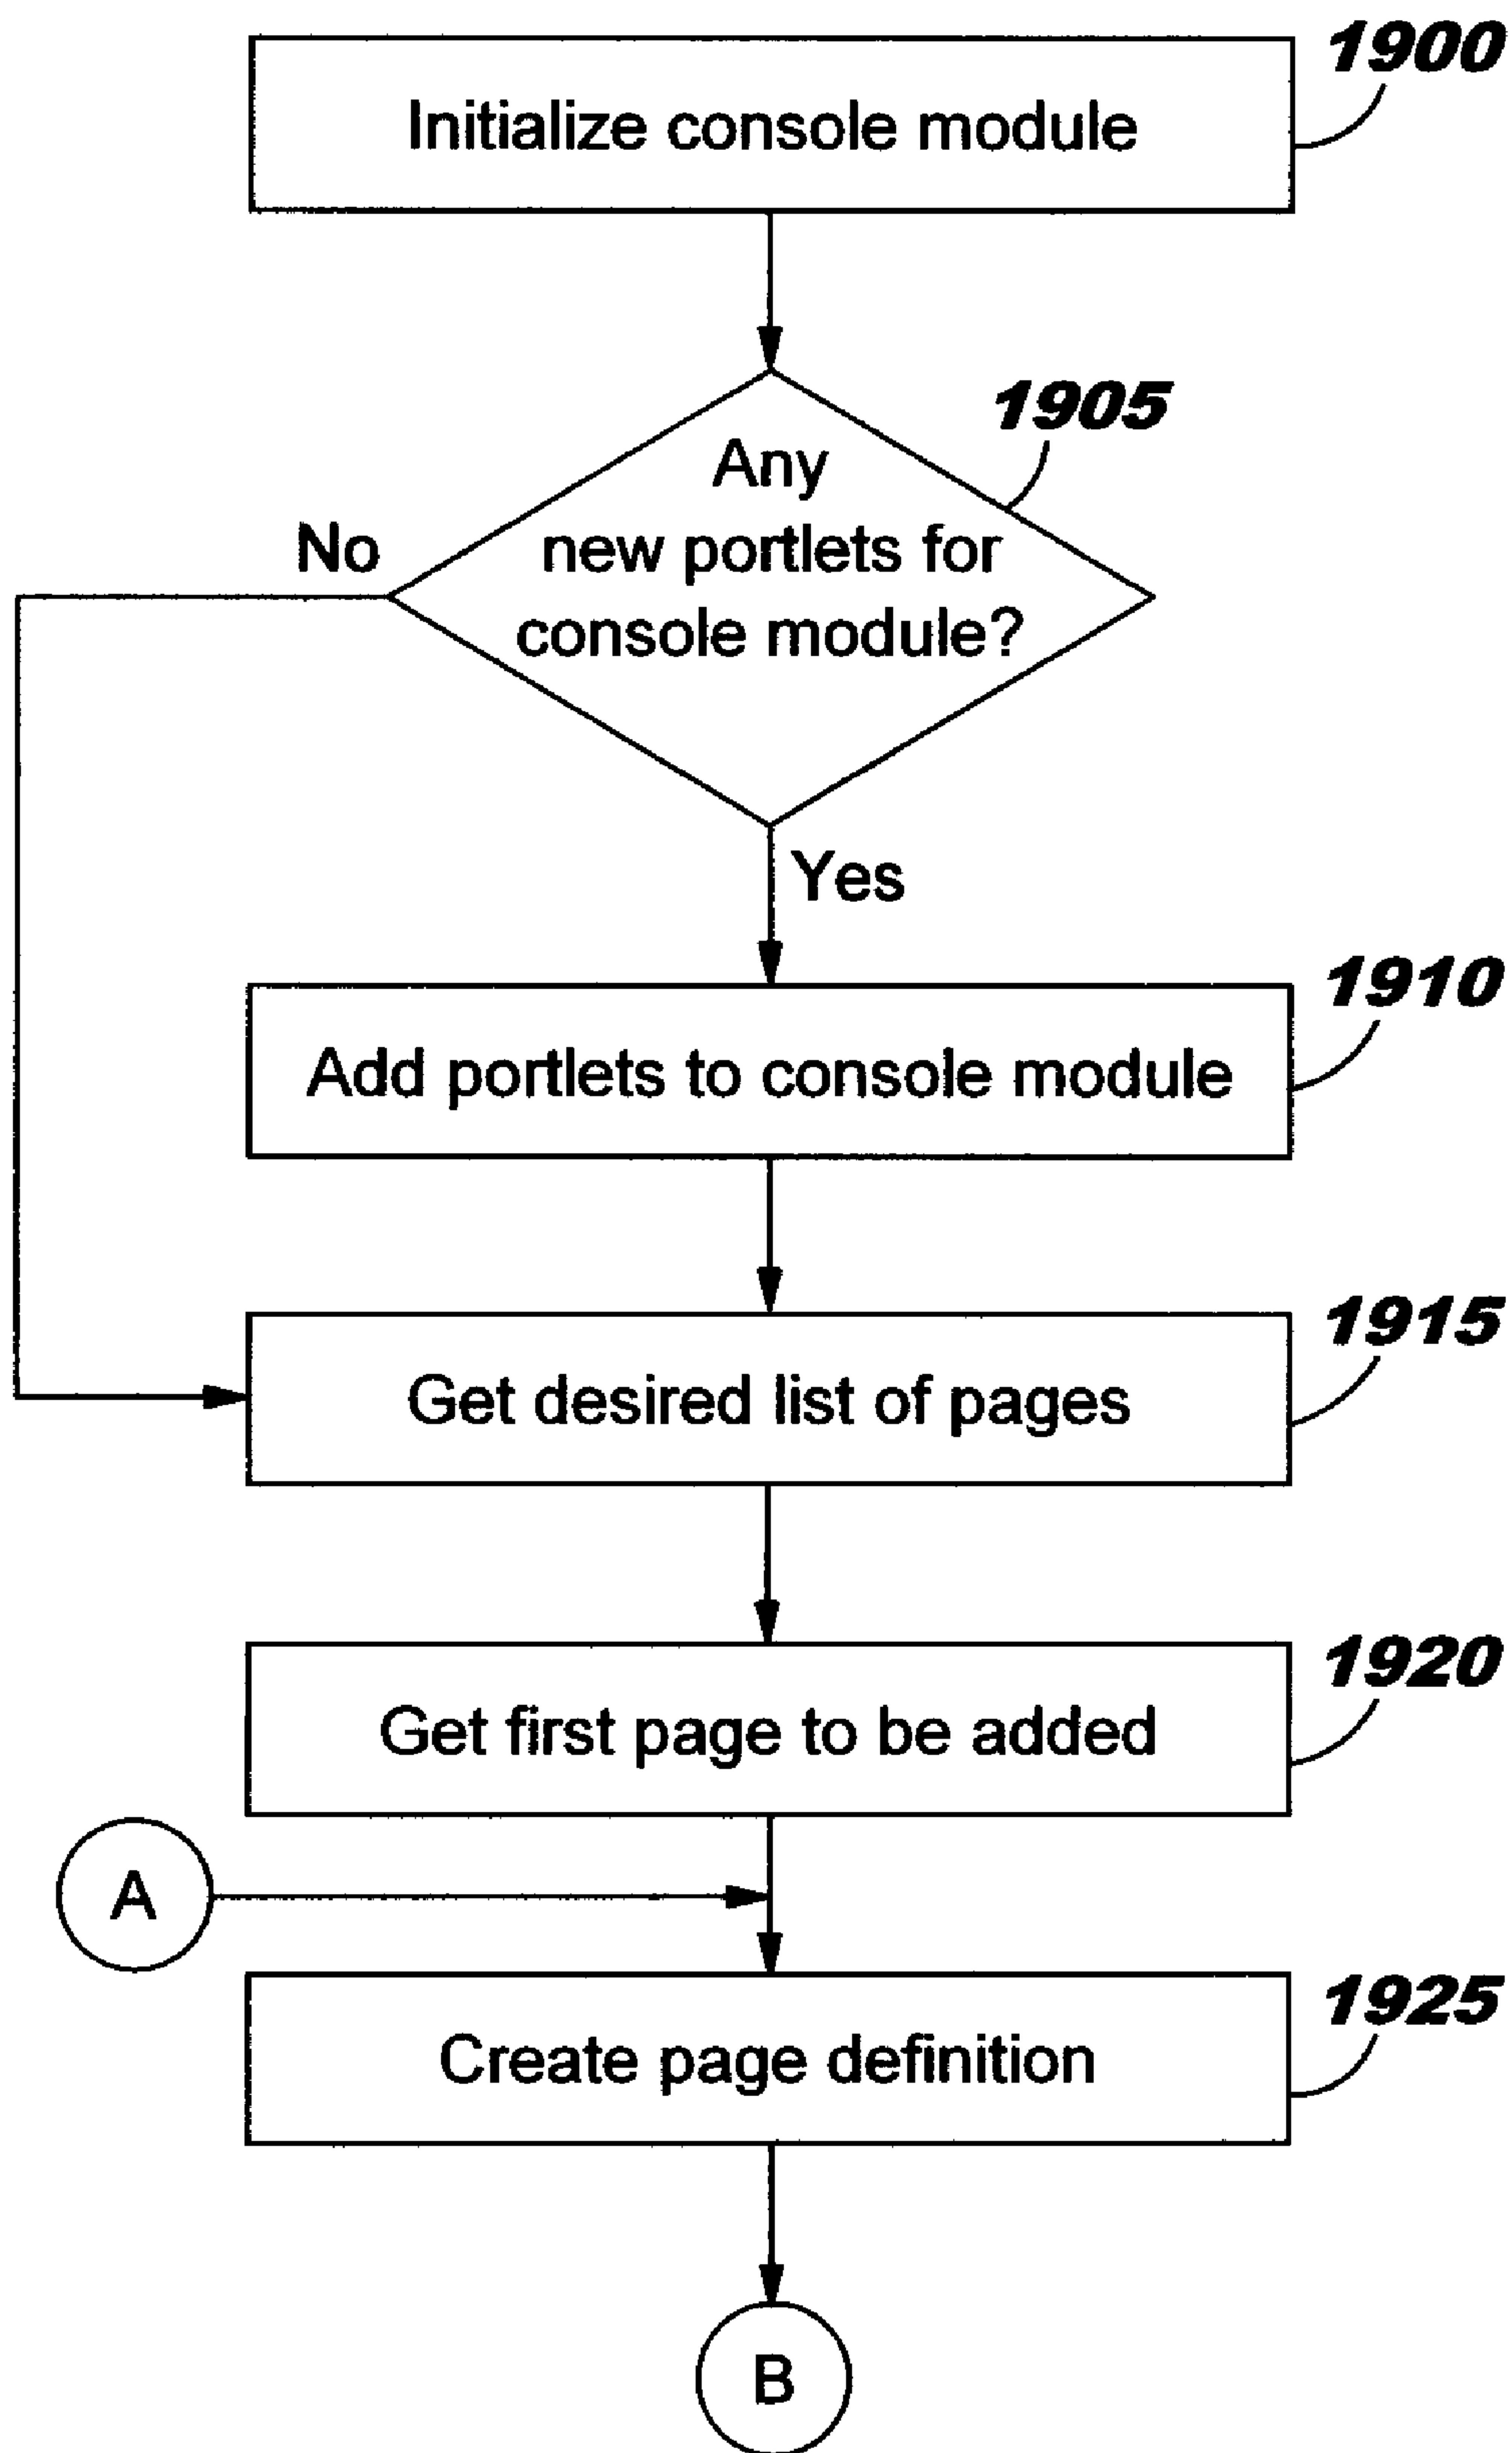 1900
Initialize console module
1905
Any
new portlets for
console module?
No
Yes
1910
Add portlets to console module
1915
Get desired list of pages
1920
Get first page to be added
A
1925
Create page definition
B